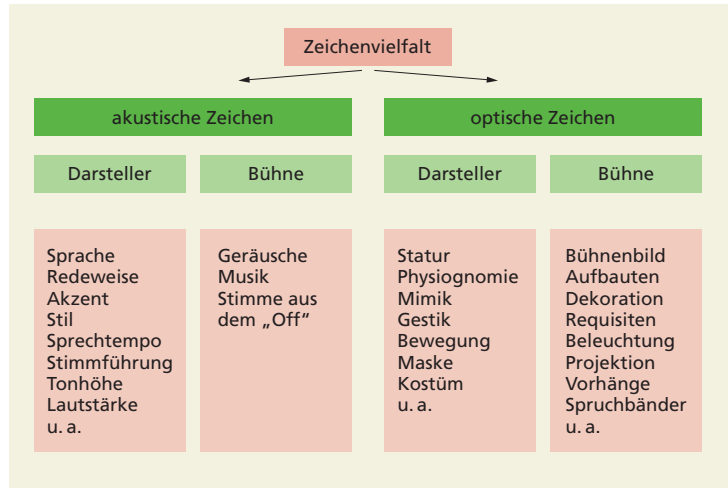 Zeichenvielfalt
akustische Zeichen
optische Zeichen
Darsteller
Bühne
Darsteller
Bühne
Sprache
Redeweise
Akzent
Stil
Sprechtempo
Stimmführung
Tonhöhe
Lautstärke
u. a.
Geräusche
Musik
Stimme aus
dem „Off“
Statur
Physiognomie
Mimik
Gestik
Bewegung
Maske
Kostüm
u. a.
Bühnenbild
Aufbauten
Dekoration
Requisiten
Beleuchtung
Projektion
Vorhänge
Spruchbänder
u. a.